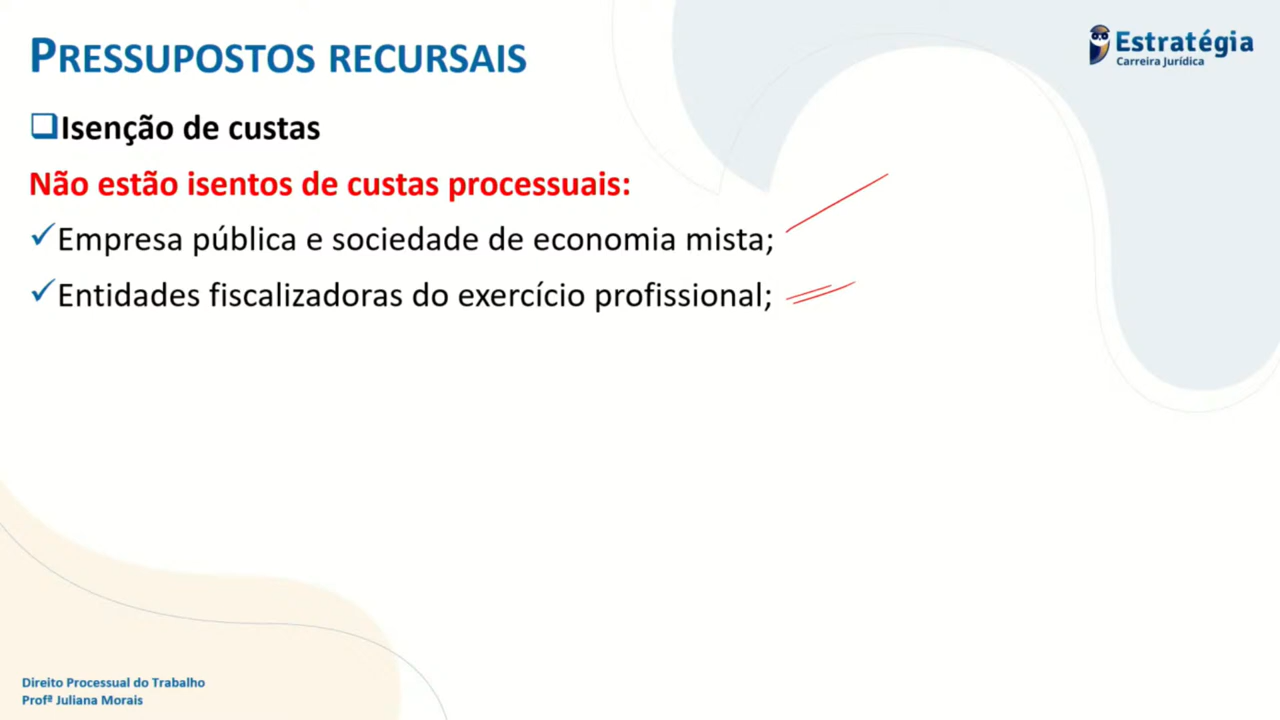 PRESSUPOSTOS RECURSAIS
Estratégia
Carreira Jurídica
Isenção de custas
Não estão isentos de custas processuais:
Empresa pública e sociedade de economia mista;
Entidades fiscalizadoras do exercício profissional;
Direito Processual do Trabalho
Profª Juliana Morais